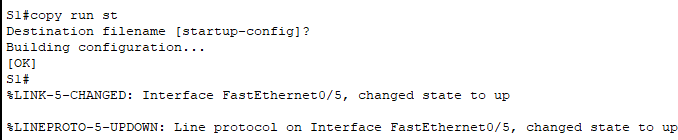 S1#copy run st
Destination filename [startup-config]?
Building configuration...
[OK]
S1#
%LINK-5-CHANGED: Interface FastEthernet0/5, changed state to up
%LINEPROTO-5-UPDOWN: Line protocol on Interface FastEthernet0/5, changed state to up